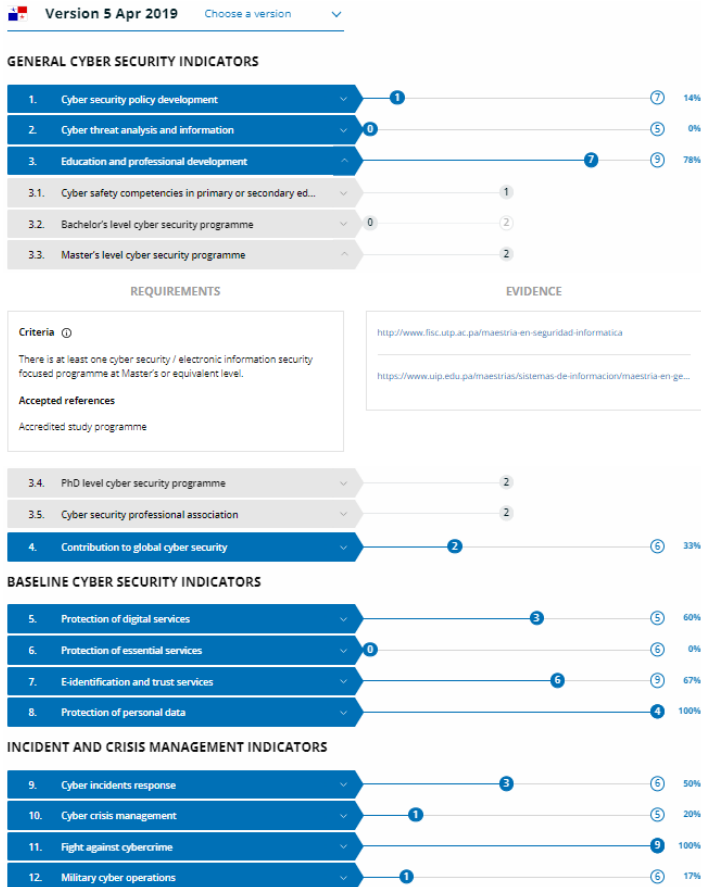 Version 5 Apr 2019 Choose a version
GENERAL CYBER SECURITY INDICATORS
1. Cyber security policy development 1 7 14%
2. Cyber threat analysis and information 0 5 0%
3. Education and professional development 7 9 78%
3.1. Cyber safety competencies in primary or secondary ed... 1
3.2. Bachelor's level cyber security programme 0 2
3.3. Master's level cyber security programme 2
REQUIREMENTS EVIDENCE
Criteria
There is at least one cyber security / electronic information security
focused programme at Master's or equivalent level.
Accepted references
Accredited study programme
http://www.fisc.utp.ac.pa/maestria-en-seguridad-informatica
https://www.uip.edu.pa/maestrias/sistemas-de-informacion/maestria-en-ge...
3.4. PhD level cyber security programme 2
3.5. Cyber security professional association 2
4. Contribution to global cyber security 2 6 33%
BASELINE CYBER SECURITY INDICATORS
5. Protection of digital services 3 5 60%
6. Protection of essential services 0 6 0%
7. E-identification and trust services 6 9 67%
8. Protection of personal data 4 100%
INCIDENT AND CRISIS MANAGEMENT INDICATORS
9. Cyber incidents response 3 6 50%
10. Cyber crisis management 1 5 20%
11. Fight against cybercrime 9 100%
12. Military cyber operations 1 6 17%